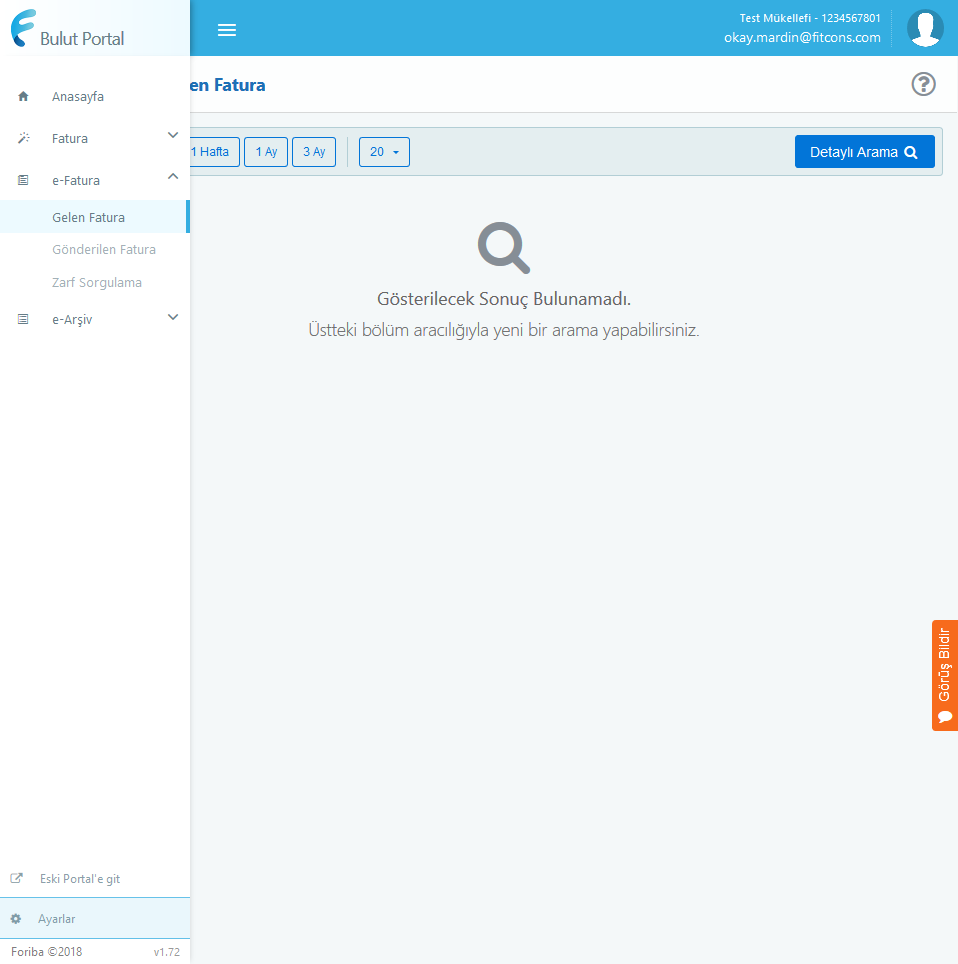 Bulut Portal
Test Mükellefi - 1234567801
okay.mardin@fitcons.com
Anasayfa
Fatura
e-Fatura
Gelen Fatura
Gönderilen Fatura
Zarf Sorgulama
e-Arşiv
en Fatura
1 Hafta
1 Ay
3 Ay
20
Detaylı Arama
Gösterilecek Sonuç Bulunamadı.
Üstteki bölüm aracılığıyla yeni bir arama yapabilirsiniz.
Görüş Bildir
Eski Portal'e git
Ayarlar
Foriba ©2018 v1.72